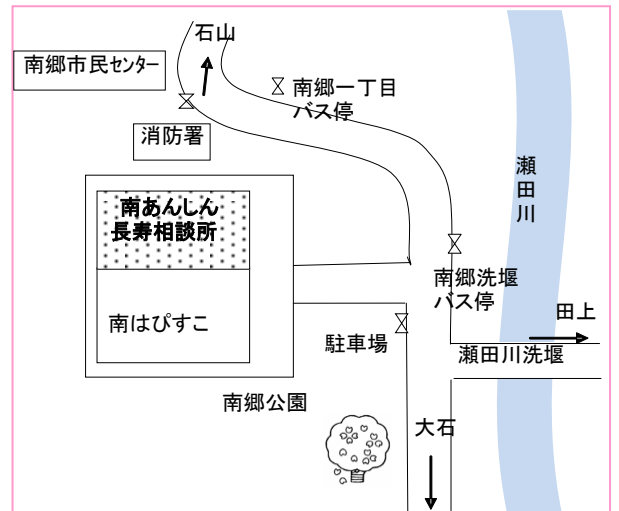 石山
南郷市民センター
南郷一丁目
バス停
消防署
瀬田川
南あんしん
長寿相談所
南郷洗堰
バス停
田上
南はぴすこ
駐車場
瀬田川洗堰
南郷公園
大石